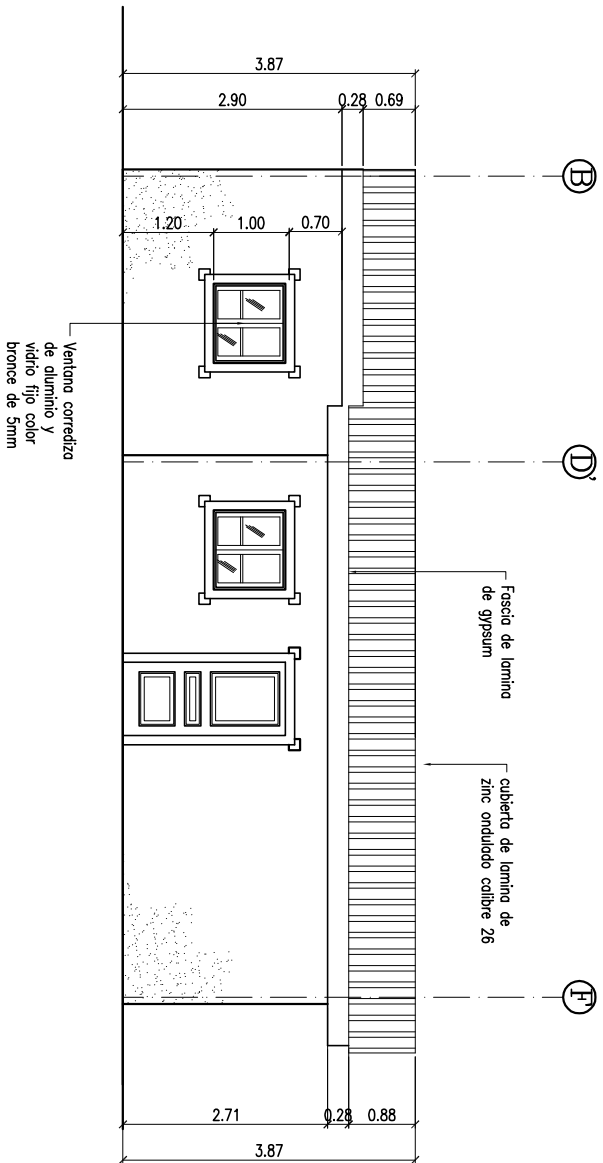 B
D'
F
3.87
2.90
0.28
0.69
1.20
1.00
0.70
Ventana corrediza
de aluminio y
vidrio fijo color
bronce de 5mm
Fascia de lamina
de gypsum
cubierta de lamina de
zinc ondulado calibre 26
2.71
0.28
0.88
3.87